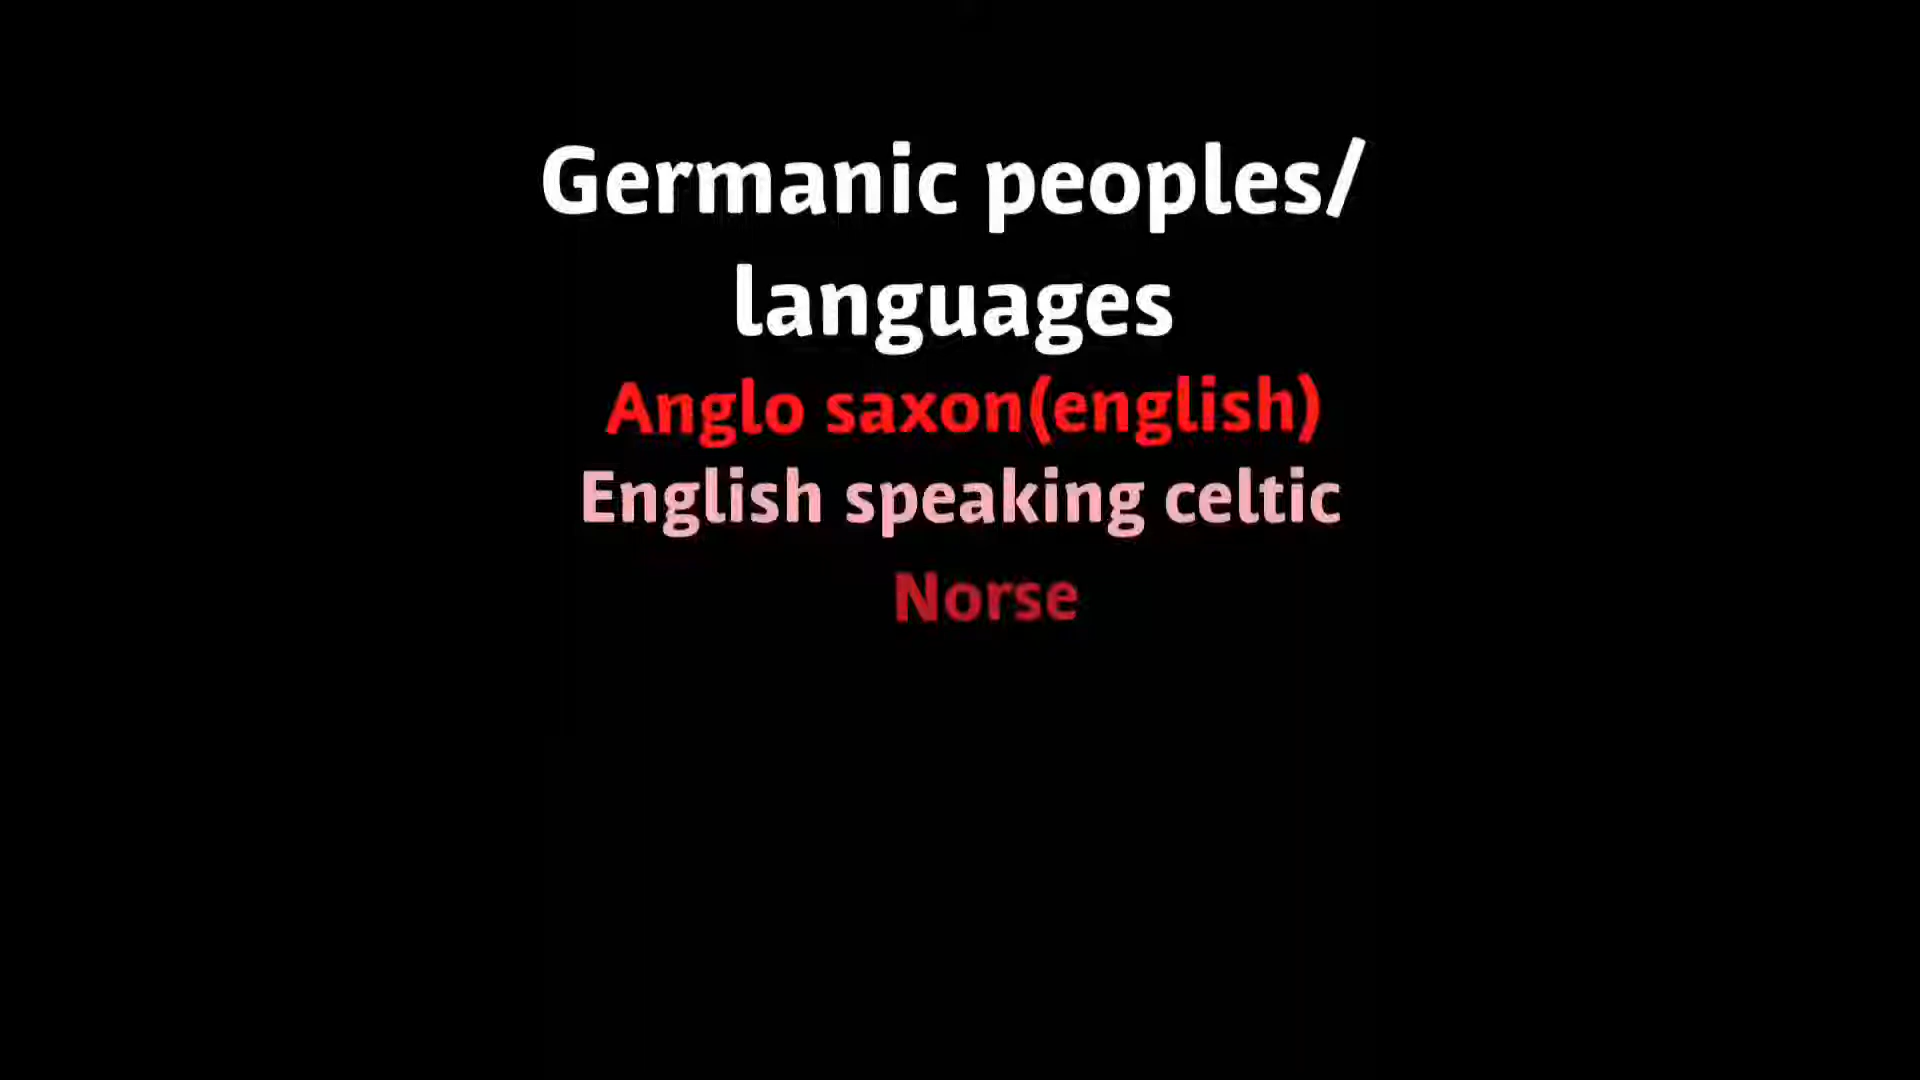 Germanic peoples/
languages
Anglo saxon(english)
English speaking celtic
Norse